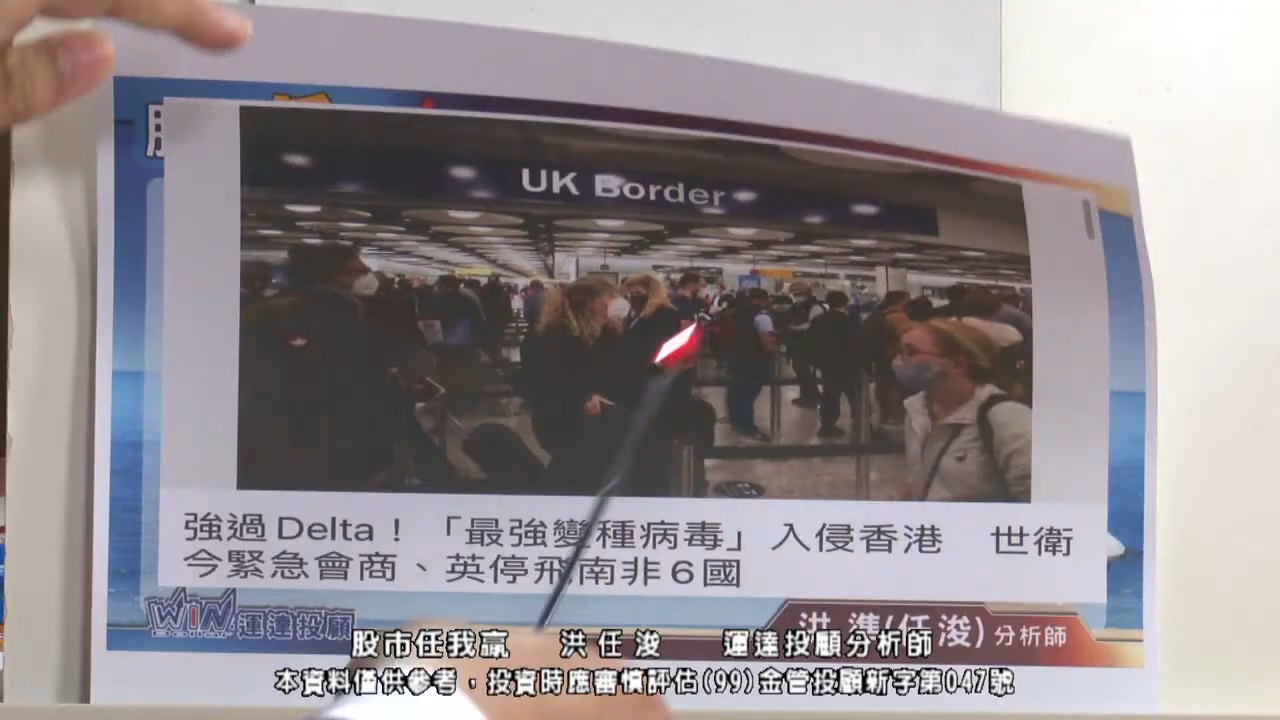 UK Border
強過Delta！「最強變種病毒」入侵香港　世衛
今緊急會商、英停飛南非6國
WIN 運達投顧
洪 準(任浚) 分析師
股市任我贏　洪任浚　運達投顧分析師
本資料僅供參考，投資時應審慎評估(99)金管投顧新字第047號